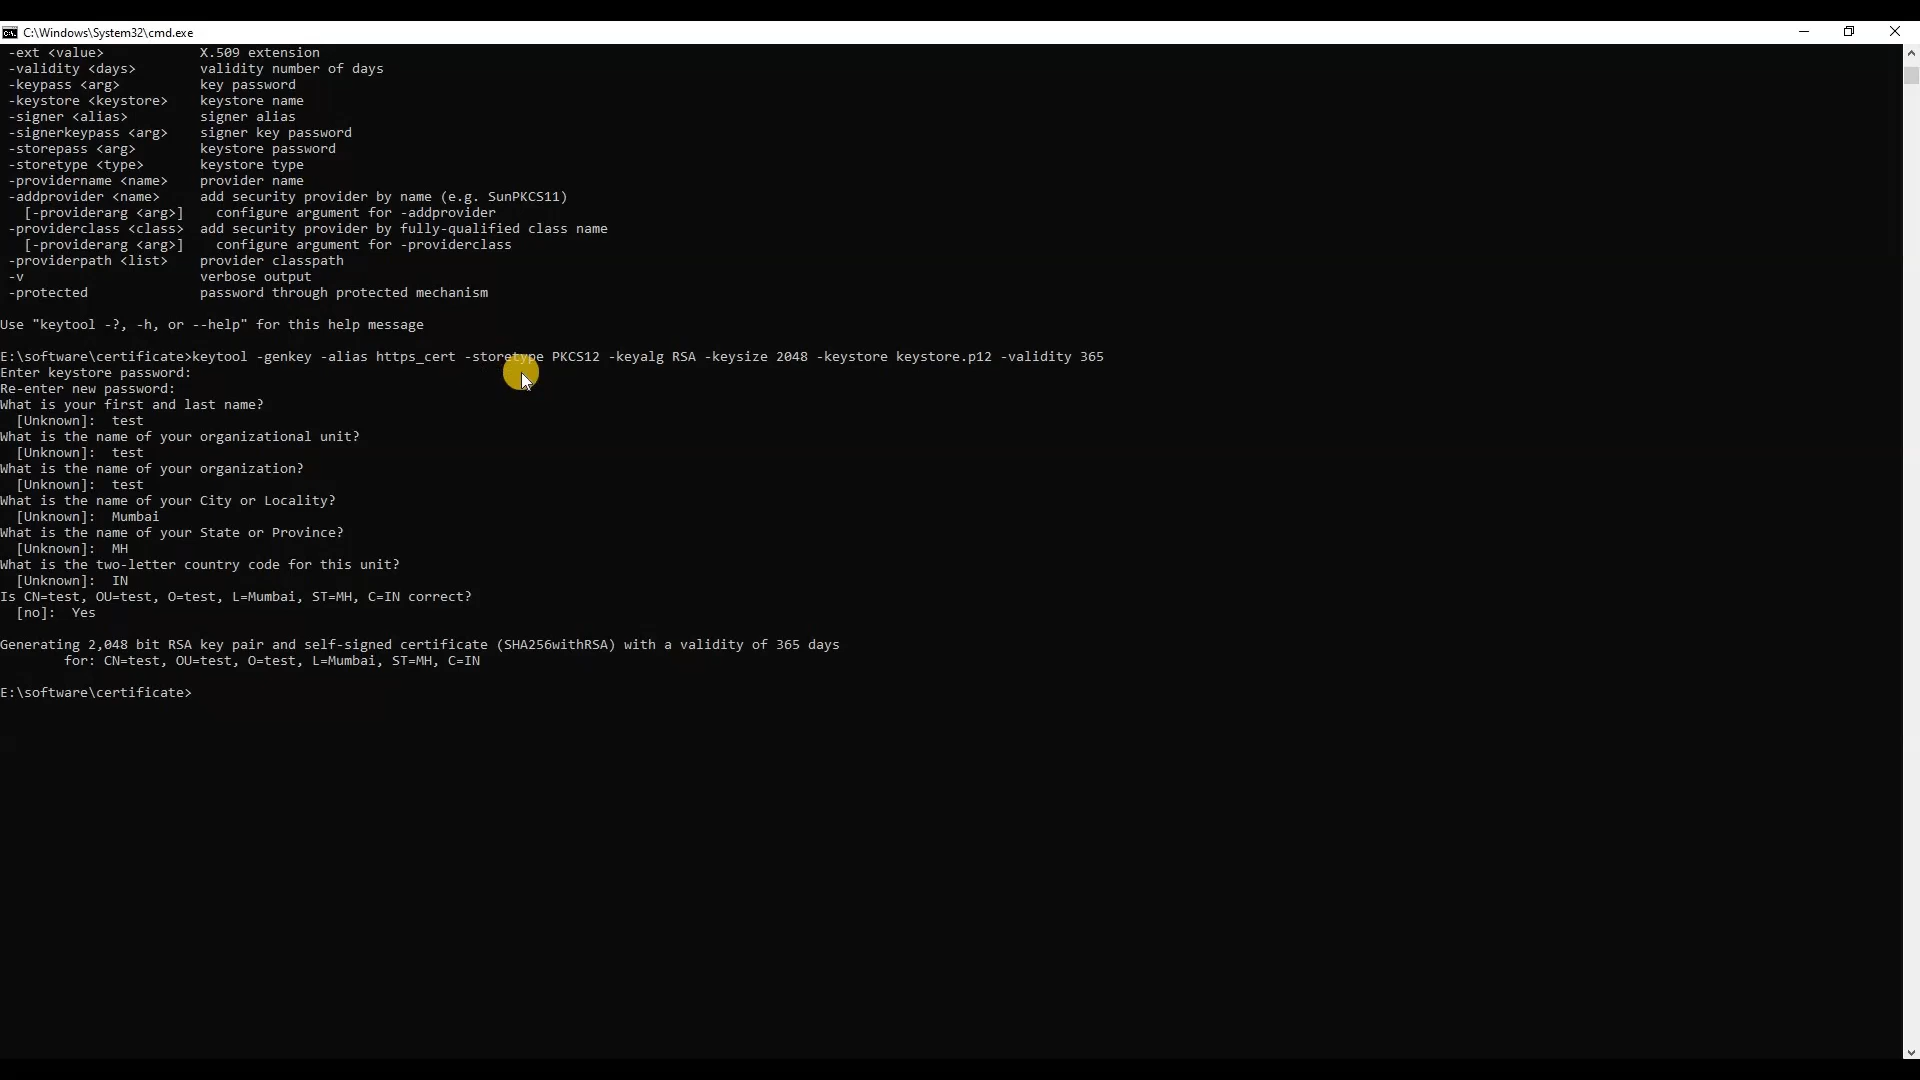 C:\Windows\System32\cmd.exe
-ext <value> X.509 extension
-validity <days> validity number of days
-keypass <arg> key password
-keystore <keystore> keystore name
-signer <alias> signer alias
-signerkeypass <arg> signer key password
-storepass <arg> keystore password
-storetype <type> keystore type
-providername <name> provider name
-addprovider <name> add security provider by name (e.g. SunPKCS11)
[-providerarg <arg>] configure argument for -addprovider
-providerclass <class> add security provider by fully-qualified class name
[-providerarg <arg>] configure argument for -providerclass
-providerpath <list> provider classpath
-v verbose output
-protected password through protected mechanism
Use "keytool -?, -h, or --help" for this help message
E:\software\certificate>keytool -genkey -alias https_cert -storetype PKCS12 -keyalg RSA -keysize 2048 -keystore keystore.p12 -validity 365
Enter keystore password:
Re-enter new password:
What is your first and last name?
[Unknown]: test
What is the name of your organizational unit?
[Unknown]: test
What is the name of your organization?
[Unknown]: test
What is the name of your City or Locality?
[Unknown]: Mumbai
What is the name of your State or Province?
[Unknown]: MH
What is the two-letter country code for this unit?
[Unknown]: IN
Is CN=test, OU=test, O=test, L=Mumbai, ST=MH, C=IN correct?
[no]: Yes
Generating 2,048 bit RSA key pair and self-signed certificate (SHA256withRSA) with a validity of 365 days
for: CN=test, OU=test, O=test, L=Mumbai, ST=MH, C=IN
E:\software\certificate>